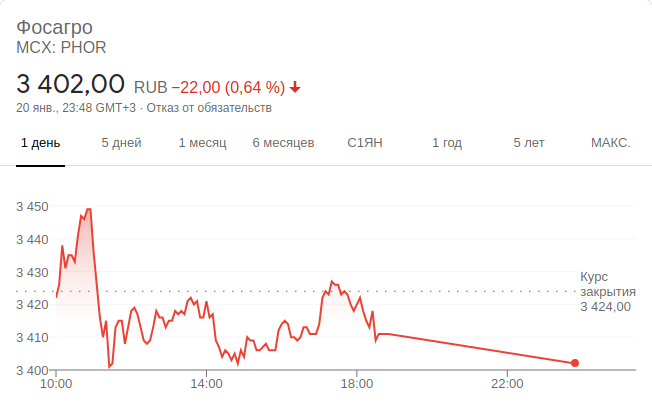 Фосагро
MCX: PHOR
3 402,00 RUB −22,00 (0,64 %)
20 янв., 23:48 GMT+3 · Отказ от обязательств
1 день 5 дней 1 месяц 6 месяцев С1ЯН 1 год 5 лет МАКС.
3 450
3 440
3 430
3 420
3 410
3 400
Курс
закрытия
3 424,00
10:00 14:00 18:00 22:00